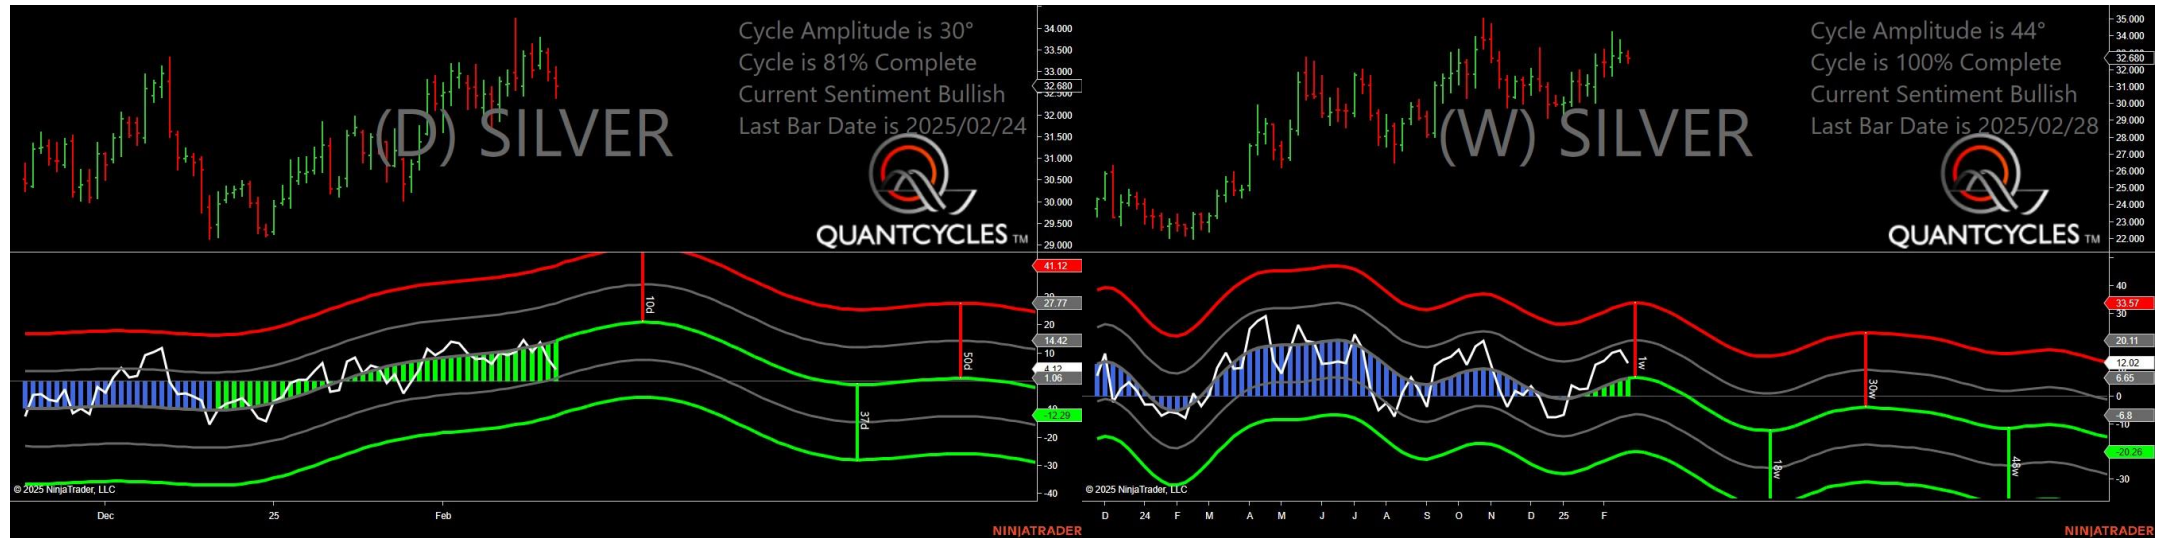 Cycle Amplitude is 30°
Cycle is 81% Complete
Current Sentiment Bullish
Last Bar Date is 2025/02/24
(D) SILVER
QUANTCYCLES TM
34.000
33.500
33.000
32.680
32.500
32.000
31.500
31.000
30.500
30.000
29.500
29.000
41.12
27.77
20
14.42
10
4.12
1.06
-12.29
-20
-30
-40
10d
37d
50d
© 2025 NinjaTrader, LLC
Dec
25
Feb
NINJATRADER
Cycle Amplitude is 44°
Cycle is 100% Complete
Current Sentiment Bullish
Last Bar Date is 2025/02/28
(W) SILVER
QUANTCYCLES TM
35.000
34.000
32.680
32.000
31.000
30.000
29.000
28.000
27.000
26.000
25.000
24.000
23.000
22.000
40
33.57
30
20.11
12.02
6.65
0
-6.8
-10
-20.26
-30
1w
18w
30w
48w
© 2025 NinjaTrader, LLC
D 24 F M A M J J A S O N D 25 F
NINJATRADER